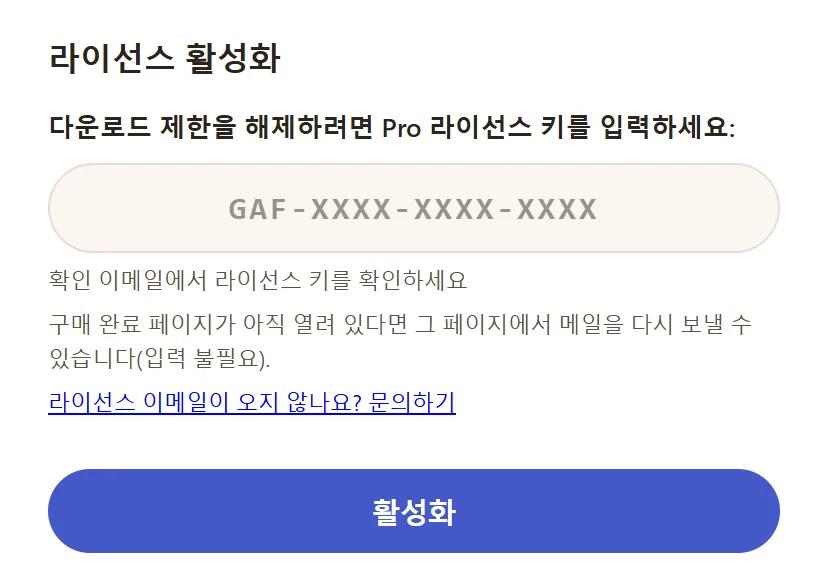 라이선스 활성화
다운로드 제한을 해제하려면 Pro 라이선스 키를 입력하세요:
GAF-XXXX-XXXX-XXXX
확인 이메일에서 라이선스 키를 확인하세요
구매 완료 페이지가 아직 열려 있다면 그 페이지에서 메일을 다시 보낼 수
있습니다(입력 불필요).
라이선스 이메일이 오지 않나요? 문의하기
활성화